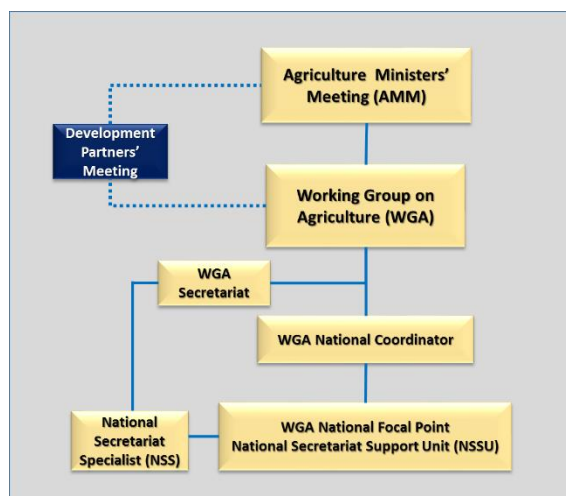 Agriculture Ministers'
Meeting (AMM)
Development
Partners'
Meeting
Working Group on
Agriculture (WGA)
WGA
Secretariat
WGA National Coordinator
National
Secretariat
Specialist (NSS)
WGA National Focal Point
National Secretariat Support Unit (NSSU)